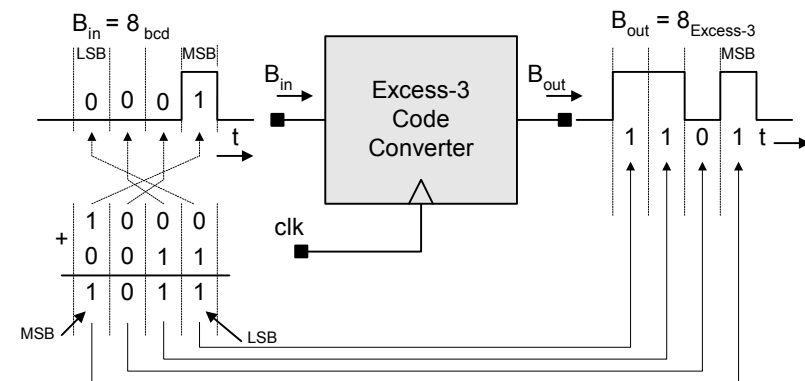 B_in = 8_bcd
B_out = 8_Excess-3
LSB MSB
MSB
B_in
B_out
Excess-3
Code
Converter
0 0 0 1
t
1 1 0 1
t
clk
1 0 0 0
+
0 0 1 1
1 0 1 1
MSB
LSB